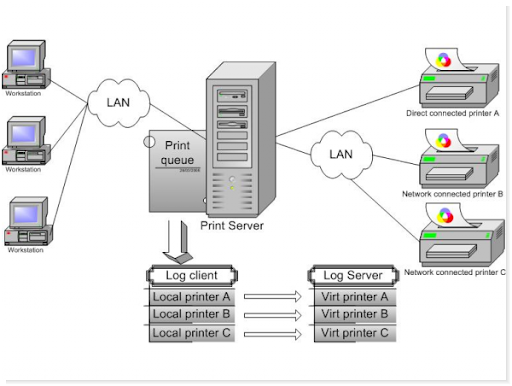 Workstation
LAN
Workstation
Workstation
Print
queue
Print Server
Direct connected printer A
LAN
Network connected printer B
Network connected printer C
Log client
Local printer A
Local printer B
Local printer C
Log Server
Virt printer A
Virt printer B
Virt printer C